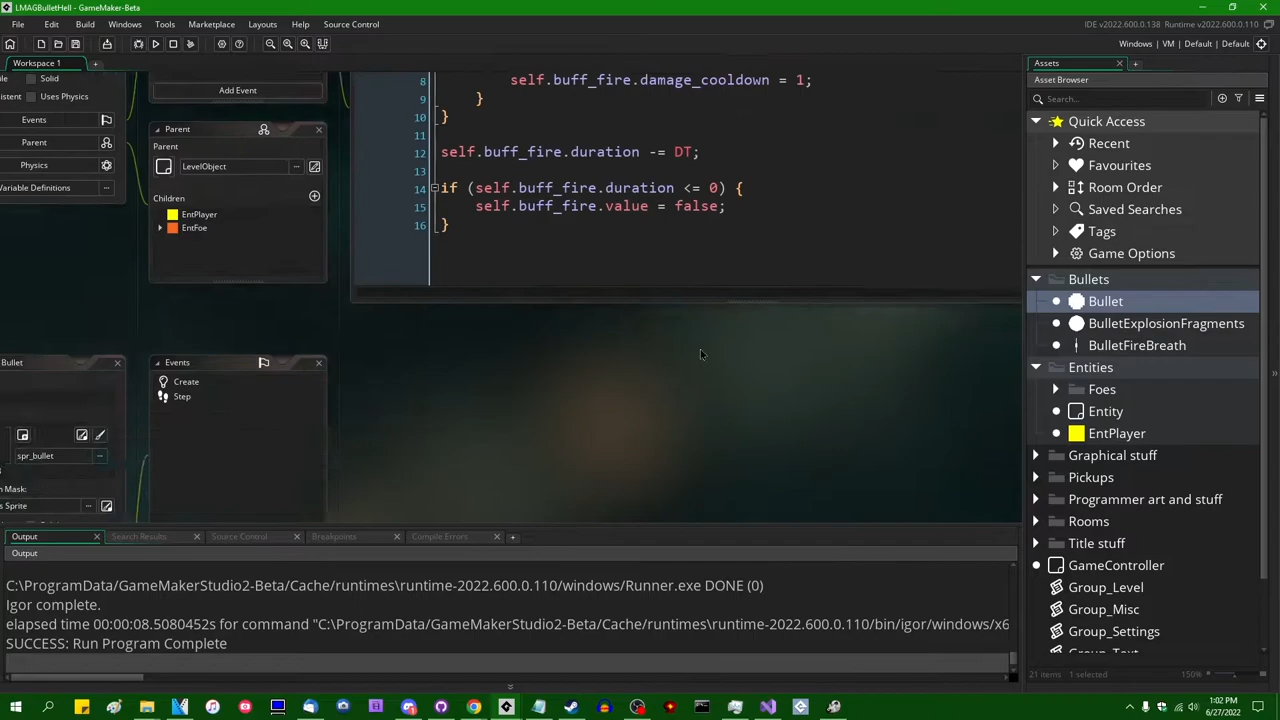 LMAGBulletHell - GameMaker-Beta
File Edit Build Windows Tools Marketplace Layouts Help Source Control
IDE v2022.600.0.138 Runtime v2022.600.0.110
Windows | VM | Default | Default
Workspace 1
Solid
Uses Physics
Events
Parent
Physics
Variable Definitions
Add Event
Parent
Parent
LevelObject
Children
EntPlayer
EntFoe
8 self.buff_fire.damage_cooldown = 1;
9 }
10 }
11
12 self.buff_fire.duration -= DT;
13
14 if (self.buff_fire.duration <= 0) {
15 self.buff_fire.value = false;
16 }
Bullet
spr_bullet
Mask:
Events
Create
Step
Assets
Asset Browser
Search...
Quick Access
Recent
Favourites
Room Order
Saved Searches
Tags
Game Options
Bullets
Bullet
BulletExplosionFragments
BulletFireBreath
Entities
Foes
Entity
EntPlayer
Graphical stuff
Pickups
Programmer art and stuff
Rooms
Title stuff
GameController
Group_Level
Group_Misc
Group_Settings
Group_Text
21 items 1 selected 150%
Output Search Results Source Control Breakpoints Compile Errors
Output
C:\ProgramData/GameMakerStudio2-Beta/Cache/runtimes\runtime-2022.600.0.110/windows/Runner.exe DONE (0)
Igor complete.
elapsed time 00:00:08.5080452s for command "C:\ProgramData/GameMakerStudio2-Beta/Cache/runtimes\runtime-2022.600.0.110/bin/igor/windows/x6
SUCCESS: Run Program Complete
1:02 PM
6/27/2022